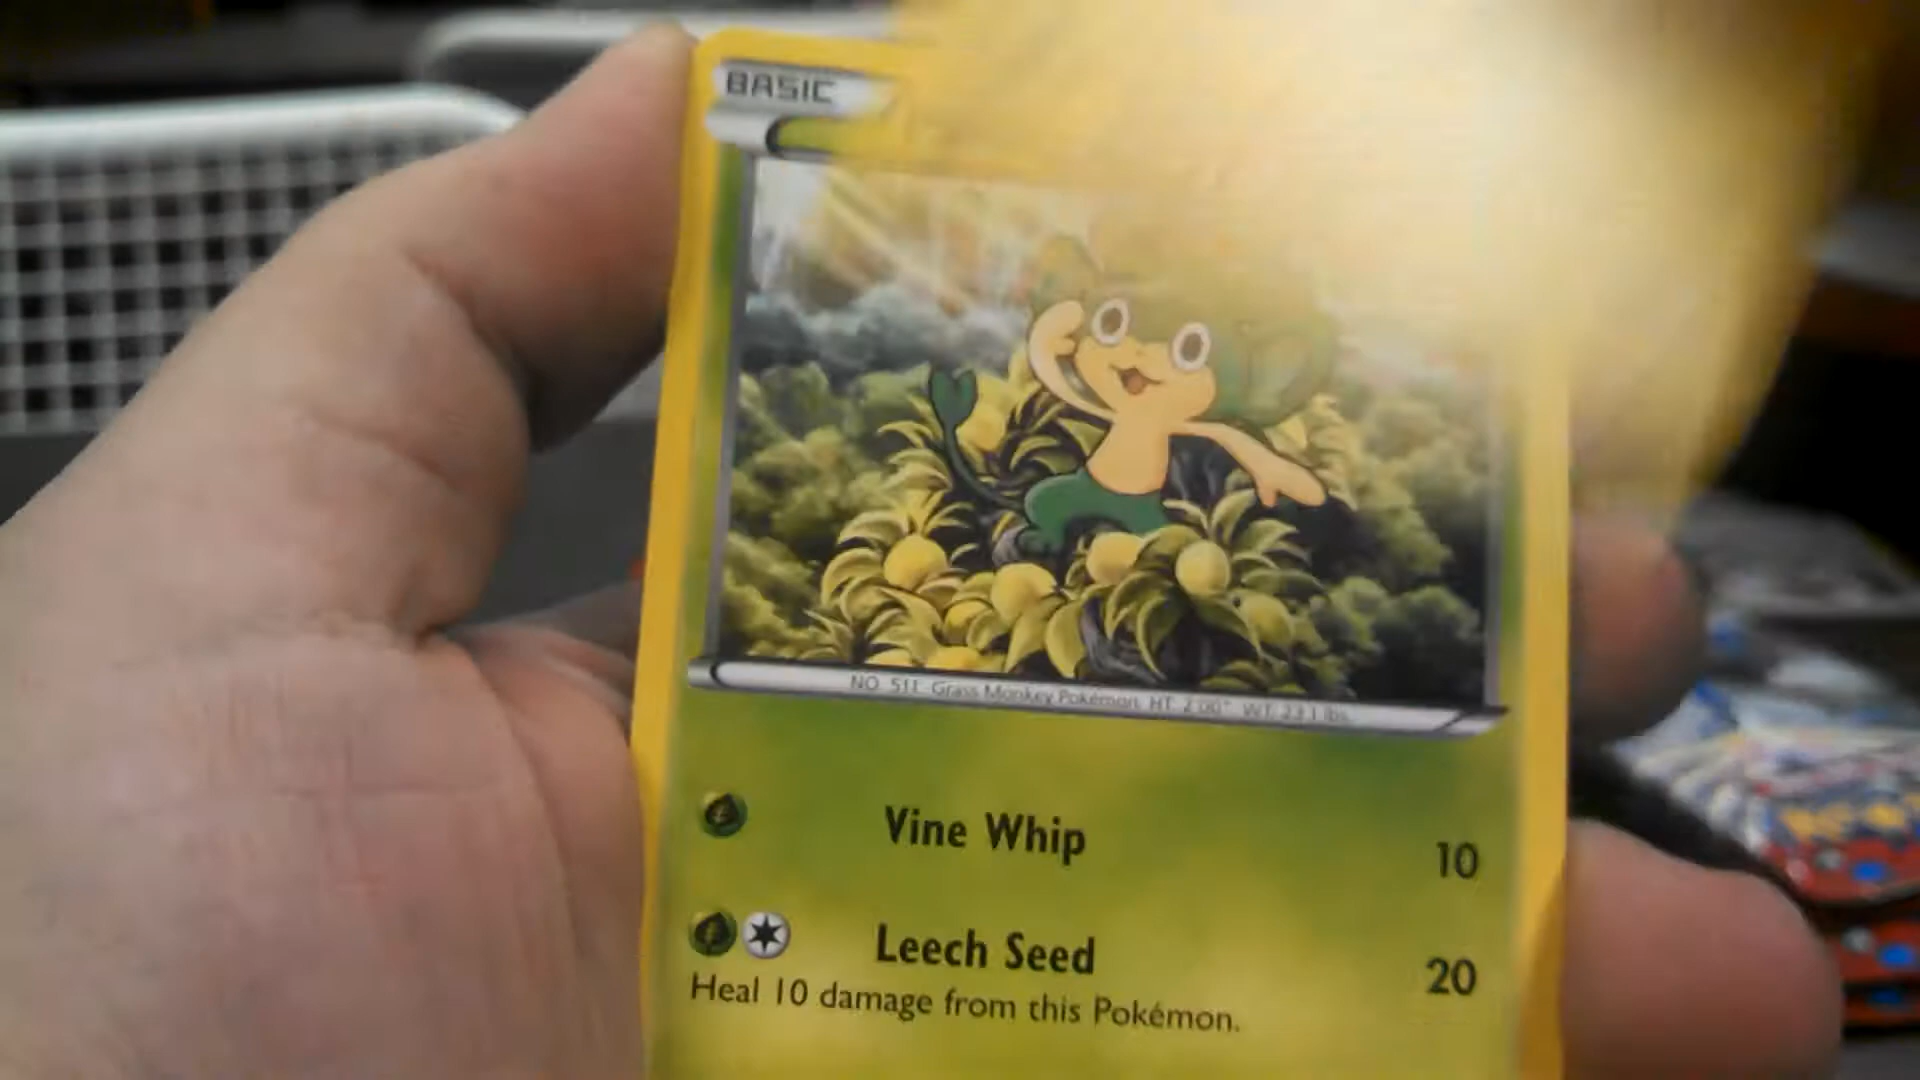 BASIC
NO. 511 Grass Monkey Pokémon HT: 2'00" WT: 23.1 lbs.
Vine Whip 10
Leech Seed 20
Heal 10 damage from this Pokémon.